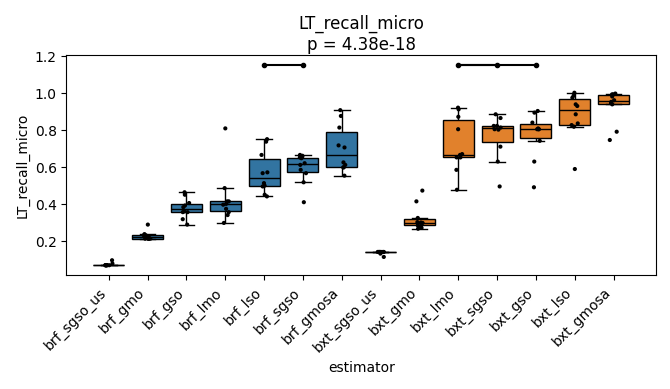 LT_recall_micro
p = 4.38e-18
LT_recall_micro
1.2
1.0
0.8
0.6
0.4
0.2
brf_sgso_us
brf_gmo
brf_gso
brf_lmo
brf_lso
brf_sgso
brf_gmosa
bxt_sgso_us
bxt_gmo
bxt_lmo
bxt_sgso
bxt_gso
bxt_lso
bxt_gmosa
estimator